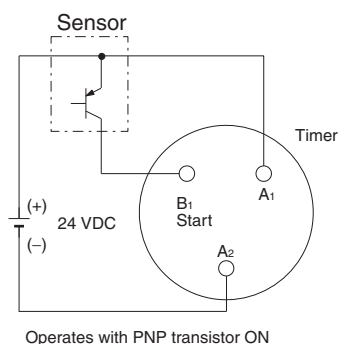 Sensor
Timer
B1
Start
A1
(+)
24 VDC
(–)
A2
Operates with PNP transistor ON